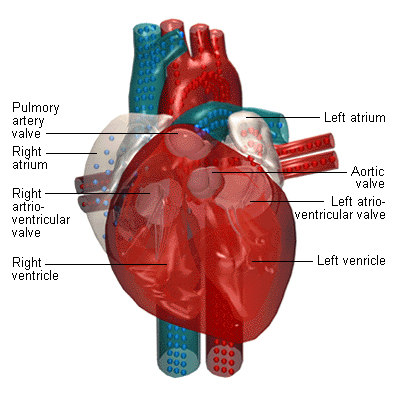 Pulmory
artery
valve
Right
atrium
Right
artrio-
ventricular
valve
Right
ventricle
Left atrium
Aortic
valve
Left atrio-
ventricular valve
Left venricle